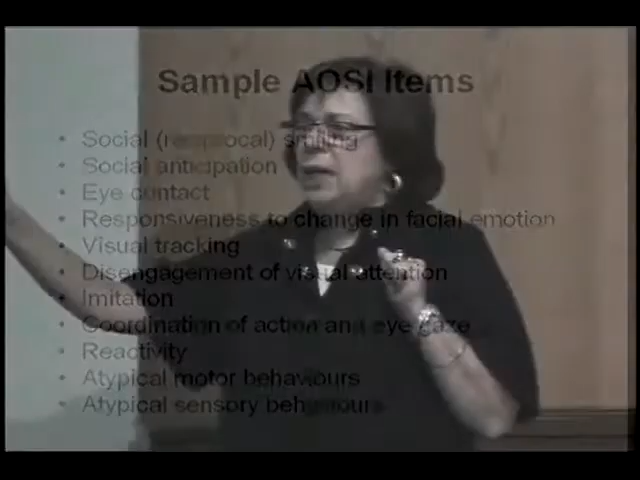 Sample AOSI Items
• Social (reciprocal) smiling
• Social anticipation
• Eye contact
• Responsiveness to change in facial emotion
• Visual tracking
• Disengagement of visual attention
• Imitation
• Coordination of action and eye gaze
• Reactivity
• Atypical motor behaviours
• Atypical sensory behaviours